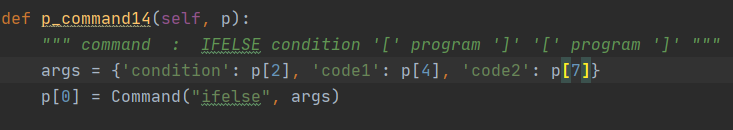 def p_command14(self, p):
    """ command  :  IFELSE condition '[' program ']' '[' program ']' """
    args = {'condition': p[2], 'code1': p[4], 'code2': p[7]}
    p[0] = Command("ifelse", args)